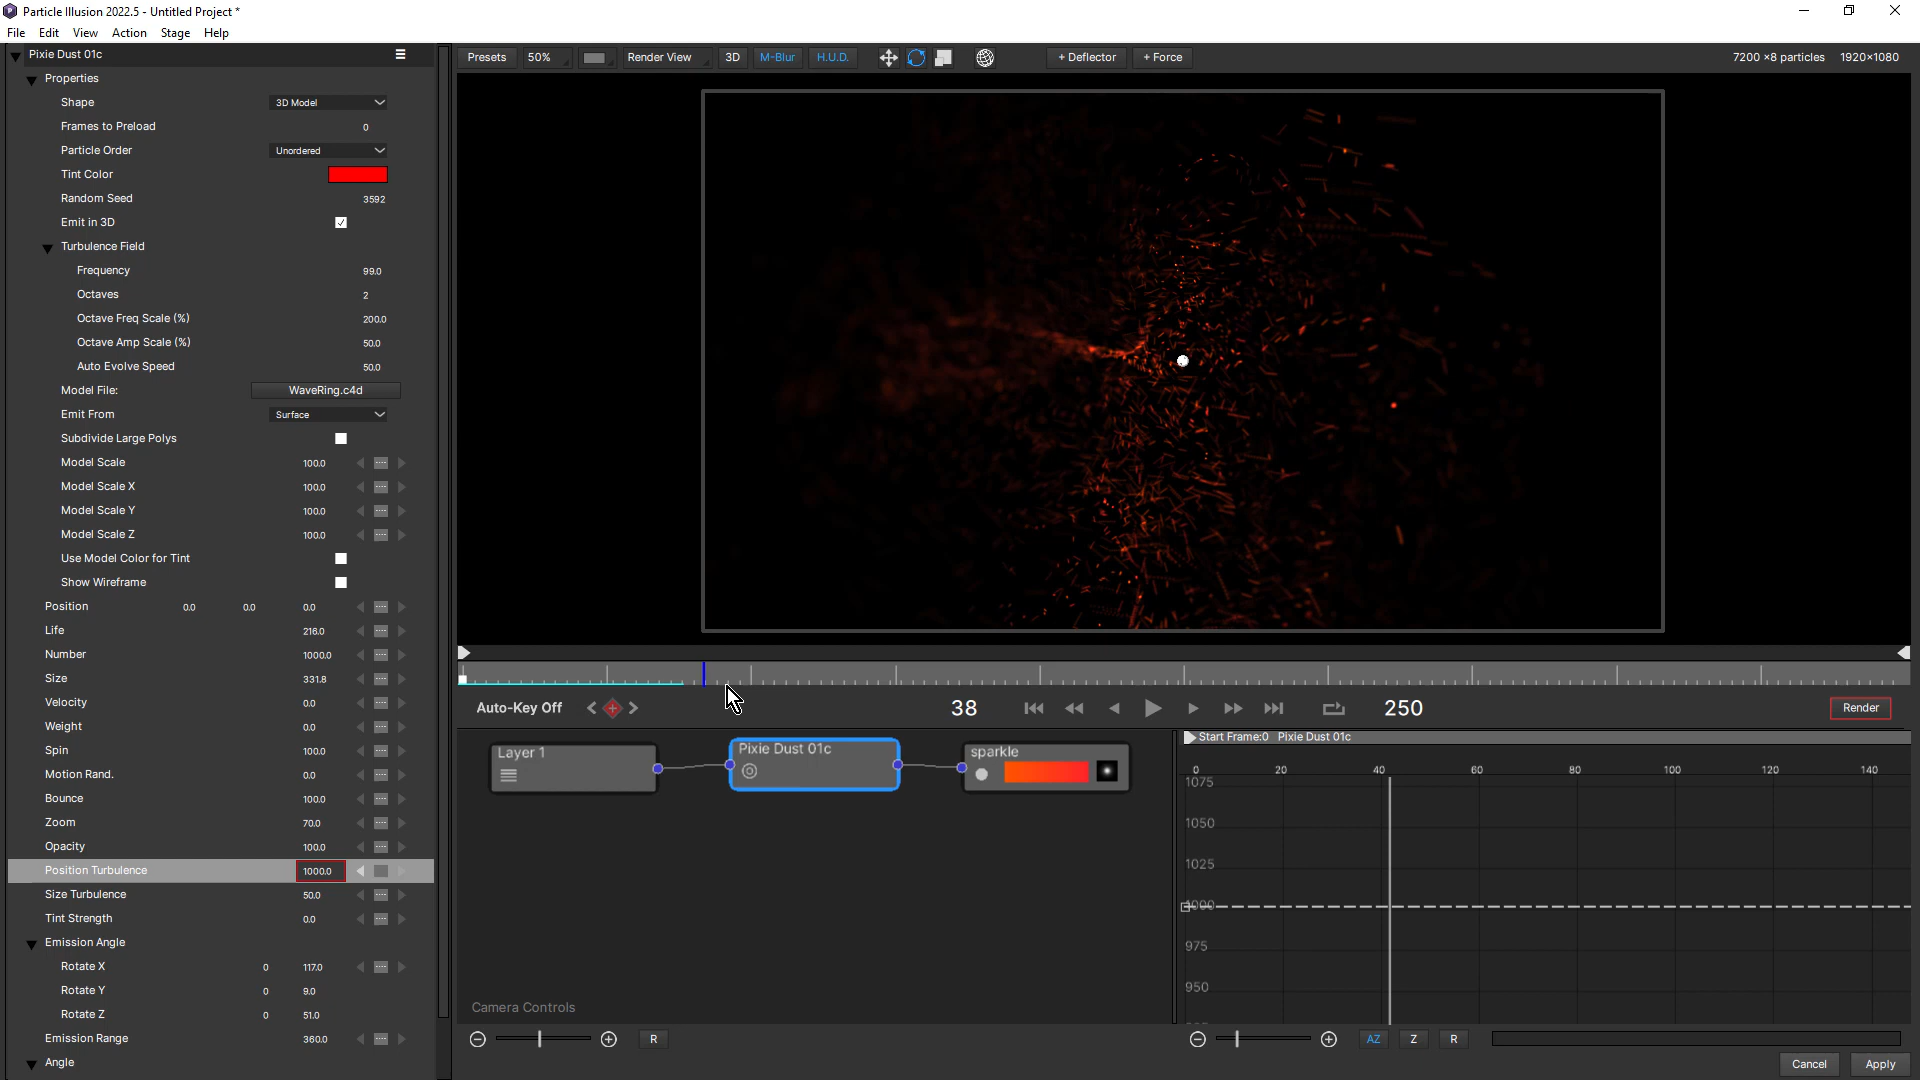 Particle Illusion 2022.5 - Untitled Project *
File Edit View Action Stage Help
Pixie Dust 01c
Presets 50% Render View 3D M-Blur H.U.D. + Deflector + Force 7200 ×8 particles 1920×1080
Properties
Shape 3D Model
Frames to Preload 0
Particle Order Unordered
Tint Color
Random Seed 3592
Emit in 3D
Turbulence Field
Frequency 99.0
Octaves 2
Octave Freq Scale (%) 200.0
Octave Amp Scale (%) 50.0
Auto Evolve Speed 50.0
Model File: WaveRing.c4d
Emit From Surface
Subdivide Large Polys
Model Scale 100.0
Model Scale X 100.0
Model Scale Y 100.0
Model Scale Z 100.0
Use Model Color for Tint
Show Wireframe
Position 0.0 0.0 0.0
Life 216.0
Number 1000.0
Size 331.8
Velocity 0.0
Weight 0.0
Spin 100.0
Motion Rand. 0.0
Bounce 100.0
Zoom 70.0
Opacity 100.0
Position Turbulence 1000.0
Size Turbulence 50.0
Tint Strength 0.0
Emission Angle
Rotate X 0 117.0
Rotate Y 0 9.0
Rotate Z 0 51.0
Emission Range 360.0
Angle
Auto-Key Off 38 250 Render
Layer 1
Pixie Dust 01c
sparkle
Camera Controls
R
Start Frame:0 Pixie Dust 01c
0 20 40 60 80 100 120 140
1075
1050
1025
1000
975
950
AZ Z R
Cancel Apply